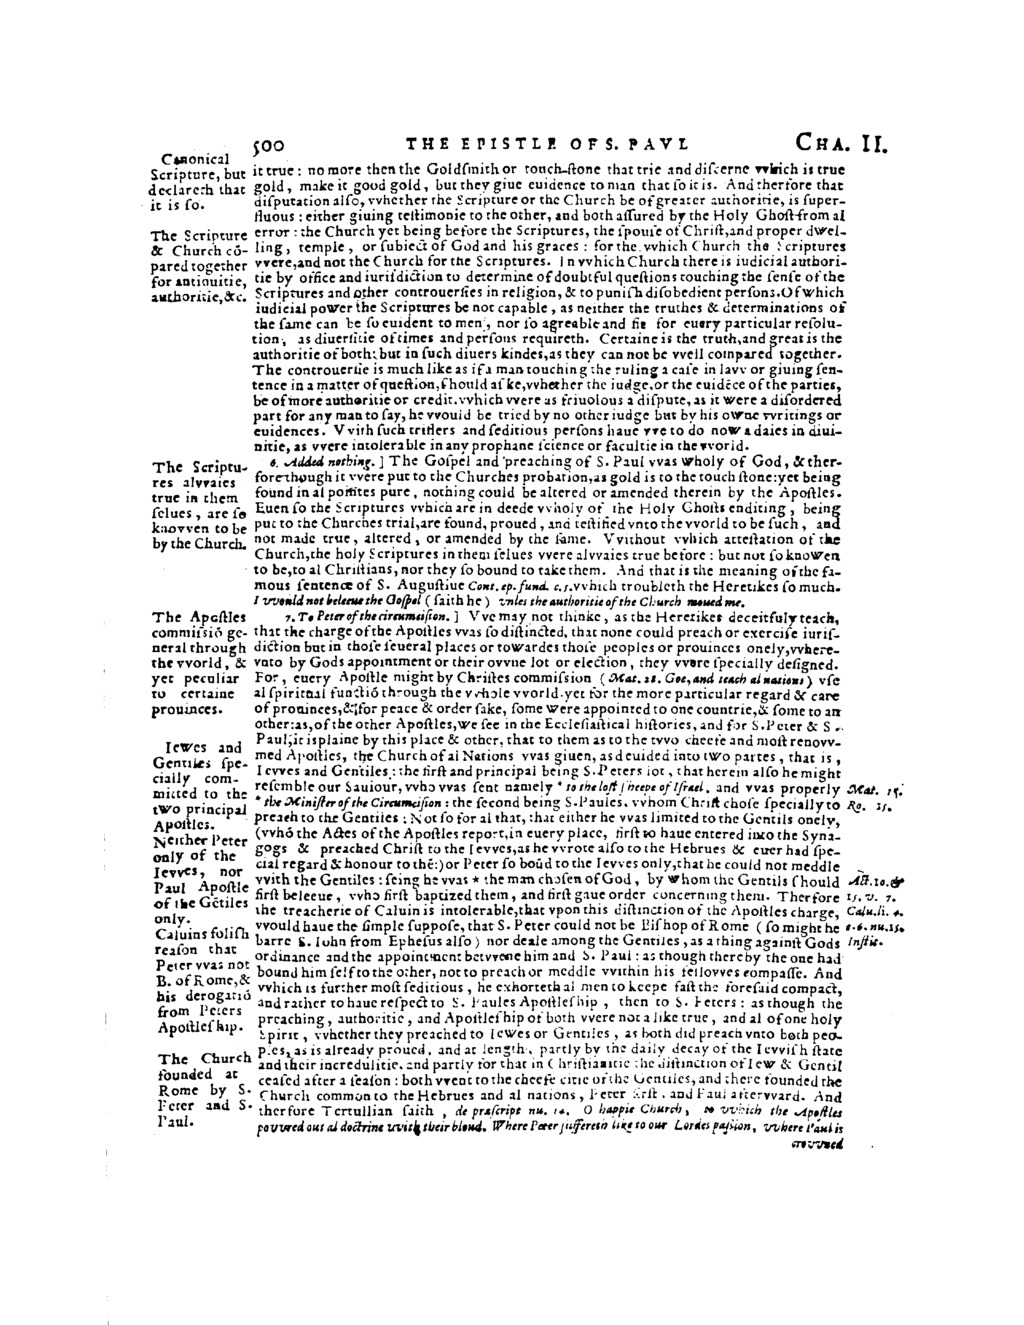 500 THE EPISTLE OF S. PAVL CHA. II.
Canonical
Scripture, but
declareth that
it is so.
it true : no more then the Goldsmith or touch-stone that trie and discerne vvhich is true
gold, make it good gold, but they giue euidence to man that so it is. And therfore that
disputation also, vvhether the Scripture or the Church be of greater authoritie, is super-
fluous : either giuing testimonie to the other, and both assured by the Holy Ghost from al
error : the Church yet being before the Scriptures, the spouse of Christ, and proper dwel-
ling, temple, or subiect of God and his graces : for the vvhich Church the Scriptures
vvere, and not the Church for the Scriptures. In vvhich Church there is iudicial authori-
tie by office and iurisdiction to determine of doubtful questions touching the sense of the
Scriptures and other controuersies in religion, & to punish disobedient persons. Of which
iudicial power the Scriptures be not capable, as neither the truthes & determinations of
the same can be so euident to men, nor so agreable and fit for euery particular resolu-
tion, as diuersitie of times and persons requireth. Certaine is the truth, and great is the
authoritie of both: but in such diuers kindes, as they can not be vvell compared together.
The controuersie is much like as if a man touching the ruling a case in lavv or giuing sen-
tence in a matter of question, should aske, vvhether the iudge, or the euidẽce of the parties,
be of more authoritie or credit. vvhich vvere as friuolous a dispute, as it were a disordered
part for any man to say, he vvould be tried by no other iudge but by his owne vvritings or
euidences. VVith such triflers and seditious persons haue vve to do now a daies in diui-
nitie, as vvere intolerable in any prophane science or facultie in the vvorld.
The Scripture
& Church cõ-
pared together
for antiquitie,
authoritie, &c.
6. Added nothing. ] The Gospel and preaching of S. Paul vvas wholy of God, & ther-
fore though it vvere put to the Churches probation, as gold is to the touch stone: yet being
found in al pointes pure, nothing could be altered or amended therein by the Apostles.
Euen so the Scriptures vvhich are in deede vvholy of the Holy Ghosts enditing, being
put to the Churches trial, are found, proued, and testified vnto the vvorld to be such, and
not made true, altered, or amended by the same. VVithout vvhich attestation of the
Church, the holy Scriptures in them selues vvere alvvaies true before : but not so knowen
to be, to al Christians, nor they so bound to take them. And that is the meaning of the fa-
mous sentence of S. Augustine Cont. ep. fund. c. 5. vvhich troubleth the Heretikes so much.
I vvould not beleeue the Gospel ( saith he ) vnles the authoritie of the Church moued me.
The Scriptu-
res alvvaies
true in them
selues, are so
knovven to be
by the Church.
7. To Peter of the circumcision. ] VVe may not thinke, as the Heretikes deceitfuly teach,
that the charge of the Apostles vvas so distincted, that none could preach or exercise iuris-
diction but in those seueral places or towardes those peoples or prouinces onely, vvhere-
vnto by Gods appointment or their ovvne lot or election, they vvere specially designed.
For, euery Apostle might by Christes commission ( Mat. 28. Goe, and teach al nations ) vse
al spiritual functiõ through the vvhole vvorld. yet for the more particular regard & care
of prouinces, & for peace & order sake, some were appointed to one countrie, & some to an
other: as, of the other Apostles, we see in the Ecclesiastical histories, and for S. Peter & S.
Paul, it is plaine by this place & other, that to them as to the tvvo cheefe and most renovv-
med Apostles, the Church of al Nations vvas giuen, as deuided into two partes, that is,
Ievves and Gentiles : the first and principal being S. Peters lot, that herein also he might
resemble our Sauiour, vvho vvas sent namely * to the lost sheepe of Israel, and vvas properly
* the Minister of the Circumcision : the second being S. Paules, vvhom Christ chose specially to
preach to the Gentiles : Not so for al that, that either he vvas limited to the Gentils onely,
(vvhõ the Actes of the Apostles report, in euery place, first to haue entered into the Syna-
gogs & preached Christ to the Ievves, as he vvrote also to the Hebrues & euer had spe-
cial regard & honour to thẽ:) or Peter so boũd to the Ievves only, that he could not meddle
vvith the Gentiles : seing he vvas * the man chosen of God, by whom the Gentils should
first beleeue, vvho first baptized them, and first gaue order concerning them. Therfore
the treacherie of Caluin is intolerable, that vpon this distinction of the Apostles charge,
vvould haue the simple suppose, that S. Peter could not be Bishop of Rome ( so might he
barre S. Iohn from Ephesus also ) nor deale among the Gentiles, as a thing against Gods
ordinance and the appointment betvvene him and S. Paul : as though thereby the one had
bound him self to the other, not to preach or meddle vvithin his fellovves compasse. And
vvhich is further most seditious, he exhorteth al men to keepe fast the foresaid compact,
and rather to haue respect to S. Paules Apostleship, then to S. Peters : as though the
preaching, authoritie, and Apostleship of both vvere not a like true, and al of one holy
Spirit, vvhether they preached to Iewes or Gentiles, as both did preach vnto both peo-
ples, as is already proued, and at length, partly by the daily decay of the Ievvish state
and their incredulitie, and partly for that in Christianitie the distinction of Iew & Gentil
ceased after a season : both vvent to the cheefe citie of the Gentiles, and there founded the
Church common to the Hebrues and al nations, Peter first, and Paul aftervvard. And
therfore Tertullian saith, de præscript nu. 14. O happie Church, to vvhich the Apostles
povvred out al doctrine vvith their bloud. Where Peter suffereth like to our Lordes passion, vvhere Paul is
crovvned
The Apostles
commissiõ ge-
neral through
the vvorld, &
yet peculiar
to certaine
prouinces.
Iewes and
Gentiles spe-
cially com-
mitted to the
two principal
Apostles.
Neither Peter
only of the
Ievves, nor
Paul Apostle
of the Gẽtiles
only.
Caluins folish
reason that
Peter vvas not
B. of Rome, &
his derogatiõ
from Peters
Apostleship.
The Church
founded at
Rome by S.
Peter and S.
Paul.
Mat. 15.
Ro. 15.
Act. 10. &
15. v. 7.
Calu. li. 4.
c. 6. nu. 15.
Instit.